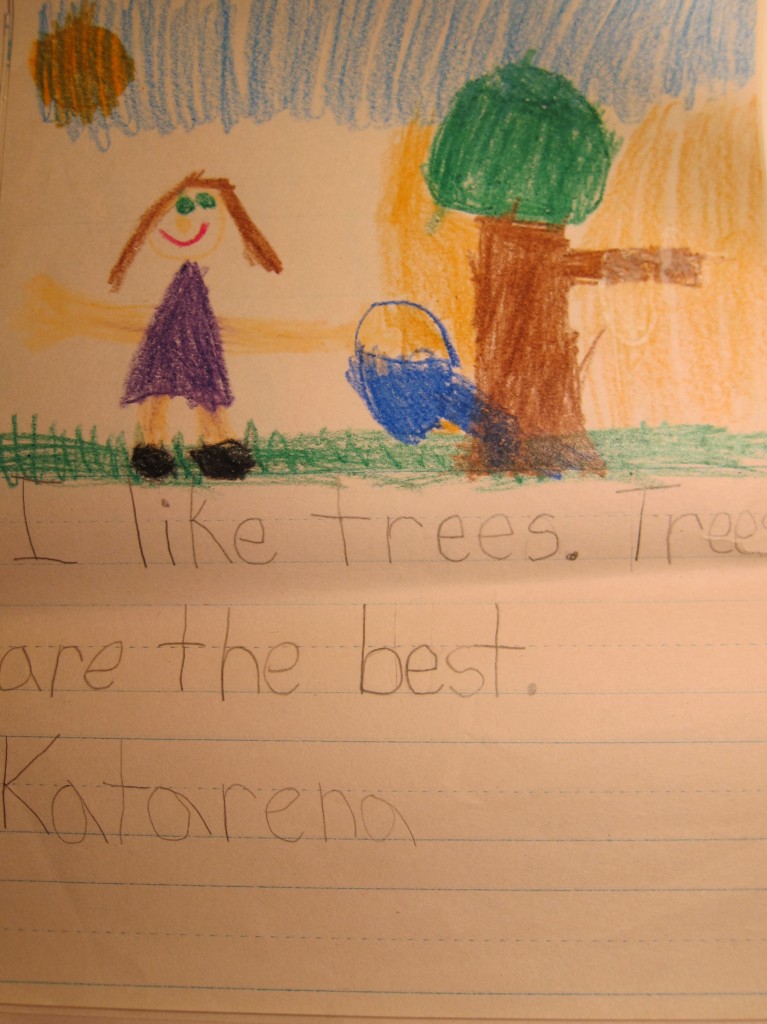 I like trees. Trees
are the best.
Katarena